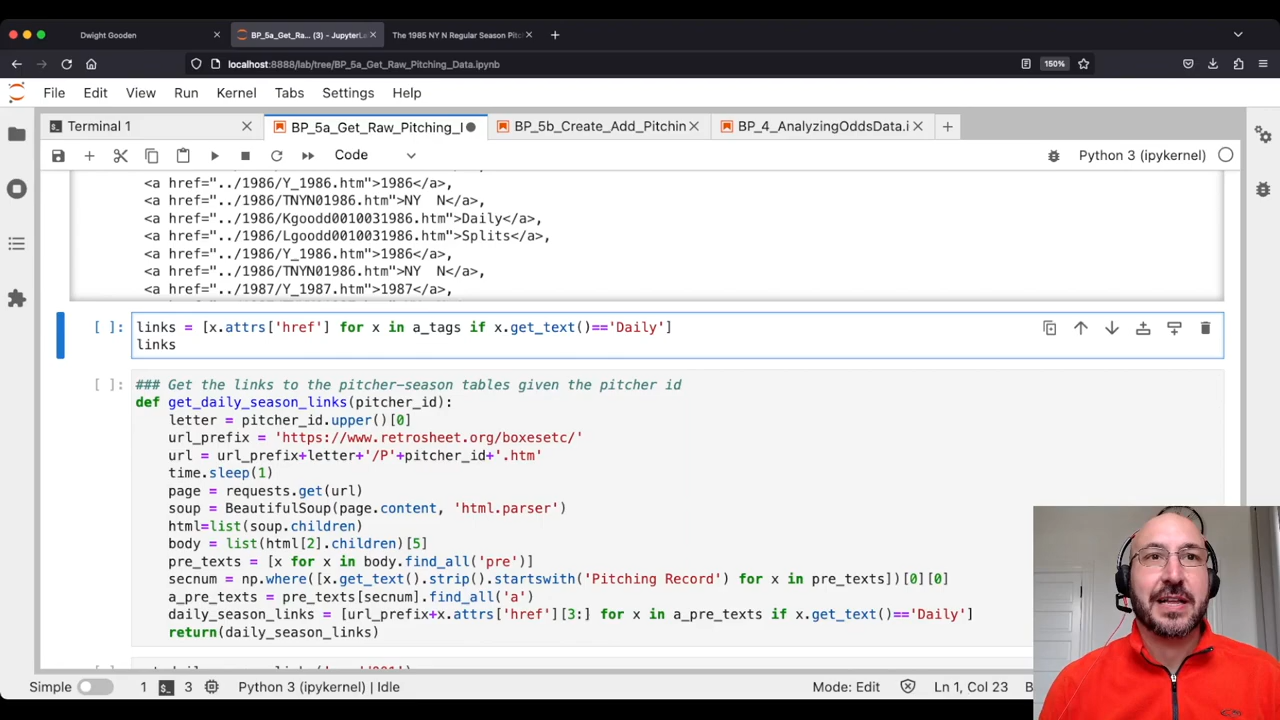 Dwight Gooden
BP_5a_Get_Ra... (3) - JupyterLa
The 1985 NY N Regular Season Pitc
localhost:8888/lab/tree/BP_5a_Get_Raw_Pitching_Data.ipynb
150%
File Edit View Run Kernel Tabs Settings Help
Terminal 1
BP_5a_Get_Raw_Pitching_
BP_5b_Create_Add_Pitchin
BP_4_AnalyzingOddsData.i
Code
Python 3 (ipykernel)
<a href="../1986/Y_1986.htm">1986</a>,
<a href="../1986/TNYN01986.htm">NY  N</a>,
<a href="../1986/Kgoodd0010031986.htm">Daily</a>,
<a href="../1986/Lgoodd0010031986.htm">Splits</a>,
<a href="../1986/Y_1986.htm">1986</a>,
<a href="../1986/TNYN01986.htm">NY  N</a>,
<a href="../1987/Y_1987.htm">1987</a>,
[ ]: links = [x.attrs['href'] for x in a_tags if x.get_text()=='Daily']
links
[ ]: ### Get the links to the pitcher-season tables given the pitcher id
def get_daily_season_links(pitcher_id):
letter = pitcher_id.upper()[0]
url_prefix = 'https://www.retrosheet.org/boxesetc/'
url = url_prefix+letter+'/P'+pitcher_id+'.htm'
time.sleep(1)
page = requests.get(url)
soup = BeautifulSoup(page.content, 'html.parser')
html=list(soup.children)
body = list(html[2].children)[5]
pre_texts = [x for x in body.find_all('pre')]
secnum = np.where([x.get_text().strip().startswith('Pitching Record') for x in pre_texts])[0][0]
a_pre_texts = pre_texts[secnum].find_all('a')
daily_season_links = [url_prefix+x.attrs['href'][3:] for x in a_pre_texts if x.get_text()=='Daily']
return(daily_season_links)
Simple 1 3 Python 3 (ipykernel) | Idle
Mode: Edit Ln 1, Col 23